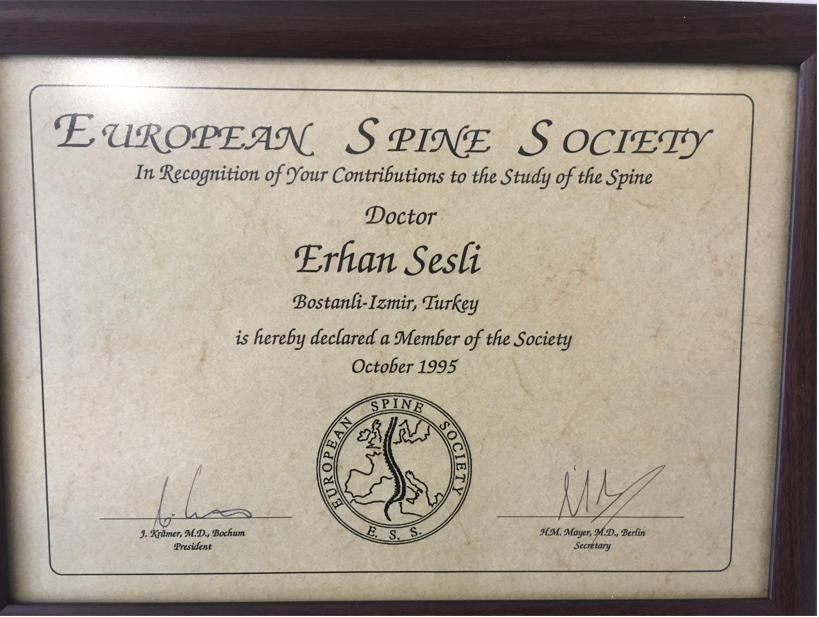 EUROPEAN SPINE SOCIETY
In Recognition of Your Contributions to the Study of the Spine
Doctor
Erhan Sesli
Bostanli-Izmir, Turkey
is hereby declared a Member of the Society
October 1995
EUROPEAN SPINE SOCIETY
E. S. S.
J. Krämer, M.D., Bochum
President
H.M. Mayer, M.D., Berlin
Secretary